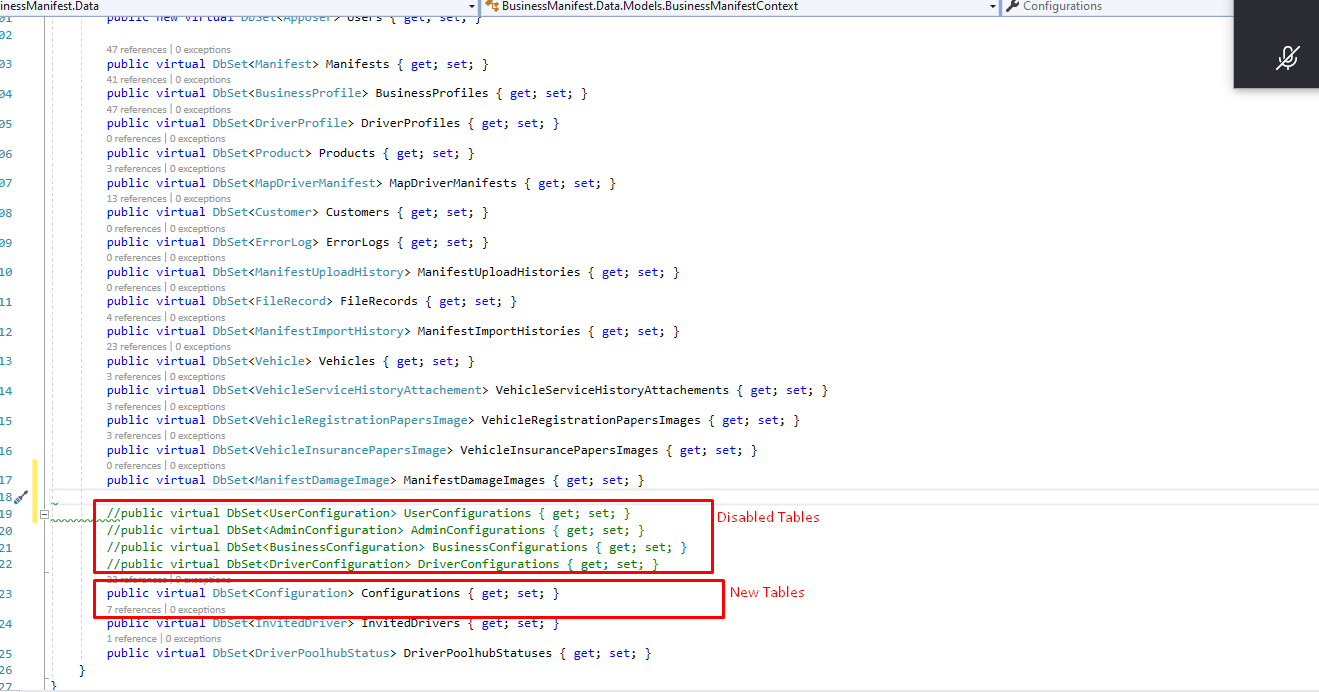 inessManifest.Data BusinessManifest.Data.Models.BusinessManifestContext Configurations
01 public new virtual DbSet<AppUser> Users { get; set; }
02
47 references | 0 exceptions
03 public virtual DbSet<Manifest> Manifests { get; set; }
41 references | 0 exceptions
04 public virtual DbSet<BusinessProfile> BusinessProfiles { get; set; }
47 references | 0 exceptions
05 public virtual DbSet<DriverProfile> DriverProfiles { get; set; }
0 references | 0 exceptions
06 public virtual DbSet<Product> Products { get; set; }
3 references | 0 exceptions
07 public virtual DbSet<MapDriverManifest> MapDriverManifests { get; set; }
13 references | 0 exceptions
08 public virtual DbSet<Customer> Customers { get; set; }
0 references | 0 exceptions
09 public virtual DbSet<ErrorLog> ErrorLogs { get; set; }
0 references | 0 exceptions
10 public virtual DbSet<ManifestUploadHistory> ManifestUploadHistories { get; set; }
0 references | 0 exceptions
11 public virtual DbSet<FileRecord> FileRecords { get; set; }
4 references | 0 exceptions
12 public virtual DbSet<ManifestImportHistory> ManifestImportHistories { get; set; }
23 references | 0 exceptions
13 public virtual DbSet<Vehicle> Vehicles { get; set; }
3 references | 0 exceptions
14 public virtual DbSet<VehicleServiceHistoryAttachement> VehicleServiceHistoryAttachements { get; set; }
3 references | 0 exceptions
15 public virtual DbSet<VehicleRegistrationPapersImage> VehicleRegistrationPapersImages { get; set; }
3 references | 0 exceptions
16 public virtual DbSet<VehicleInsurancePapersImage> VehicleInsurancePapersImages { get; set; }
0 references | 0 exceptions
17 public virtual DbSet<ManifestDamageImage> ManifestDamageImages { get; set; }
18
19 //public virtual DbSet<UserConfiguration> UserConfigurations { get; set; } Disabled Tables
20 //public virtual DbSet<AdminConfiguration> AdminConfigurations { get; set; }
21 //public virtual DbSet<BusinessConfiguration> BusinessConfigurations { get; set; }
22 //public virtual DbSet<DriverConfiguration> DriverConfigurations { get; set; }
22 references | 0 exceptions
23 public virtual DbSet<Configuration> Configurations { get; set; } New Tables
7 references | 0 exceptions
24 public virtual DbSet<InvitedDriver> InvitedDrivers { get; set; }
1 reference | 0 exceptions
25 public virtual DbSet<DriverPoolhubStatus> DriverPoolhubStatuses { get; set; }
26 }
27 }